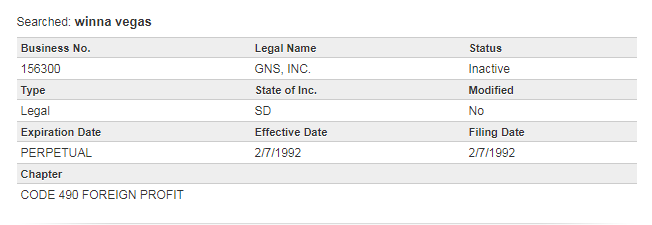 Searched: winna vegas
Business No. Legal Name Status
156300 GNS, INC. Inactive
Type State of Inc. Modified
Legal SD No
Expiration Date Effective Date Filing Date
PERPETUAL 2/7/1992 2/7/1992
Chapter
CODE 490 FOREIGN PROFIT